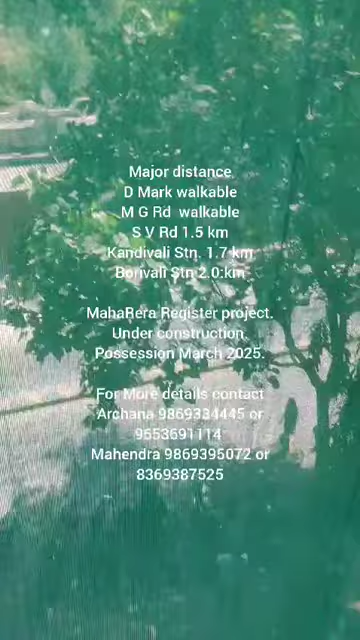 Major distance
D Mark walkable
M G Rd walkable
S V Rd 1.5 km
Kandivali Stn. 1.7 km
Borivali Stn 2.0 km
MahaRera Register project.
Under construction.
Possession March 2025.
For More details contact
Archana 9869334445 or
9653691114
Mahendra 9869395072 or
8369387525